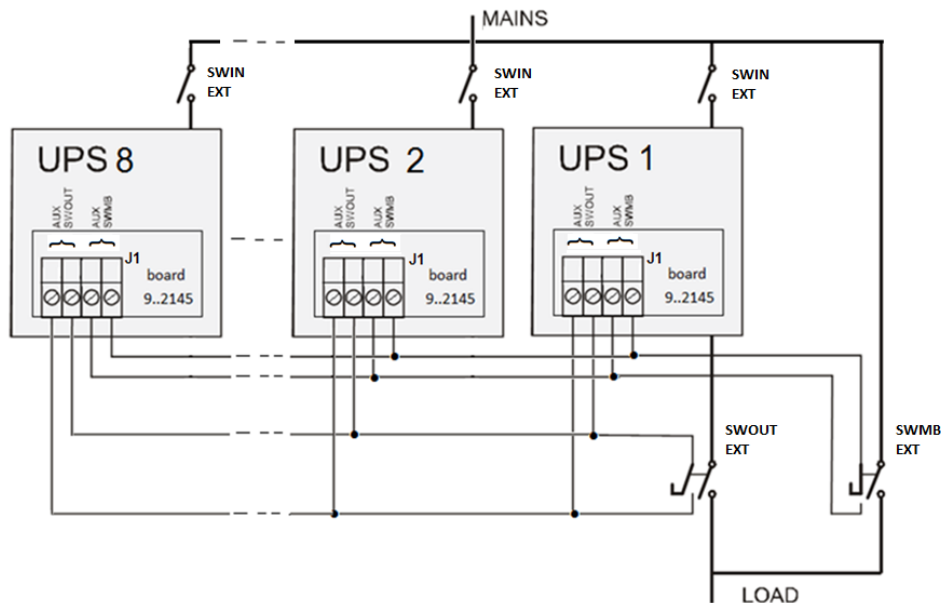 MAINS
SWIN
EXT
SWIN
EXT
SWIN
EXT
UPS 8
AUX
SWOUT
AUX
SWMB
J1
board
9..2145
UPS 2
AUX
SWOUT
AUX
SWMB
J1
board
9..2145
UPS 1
AUX
SWOUT
AUX
SWMB
J1
board
9..2145
SWOUT
EXT
SWMB
EXT
LOAD